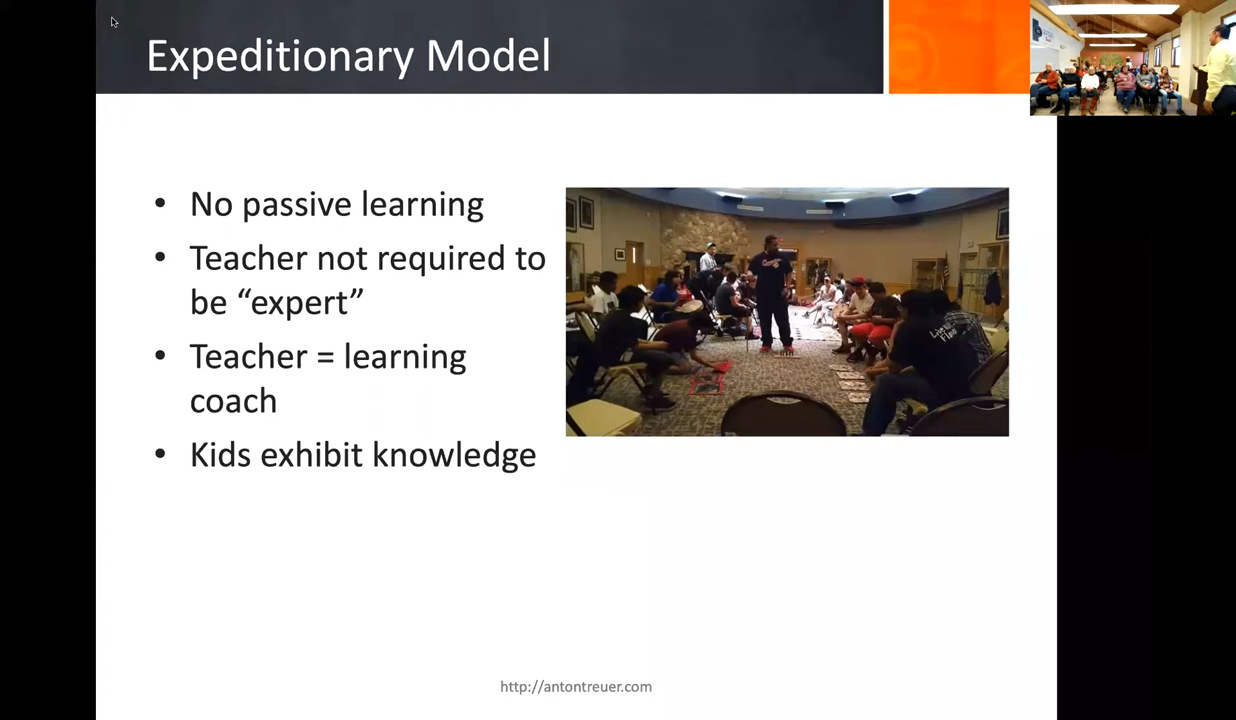 Expeditionary Model
• No passive learning
• Teacher not required to
be “expert”
• Teacher = learning
coach
• Kids exhibit knowledge
http://antontreuer.com